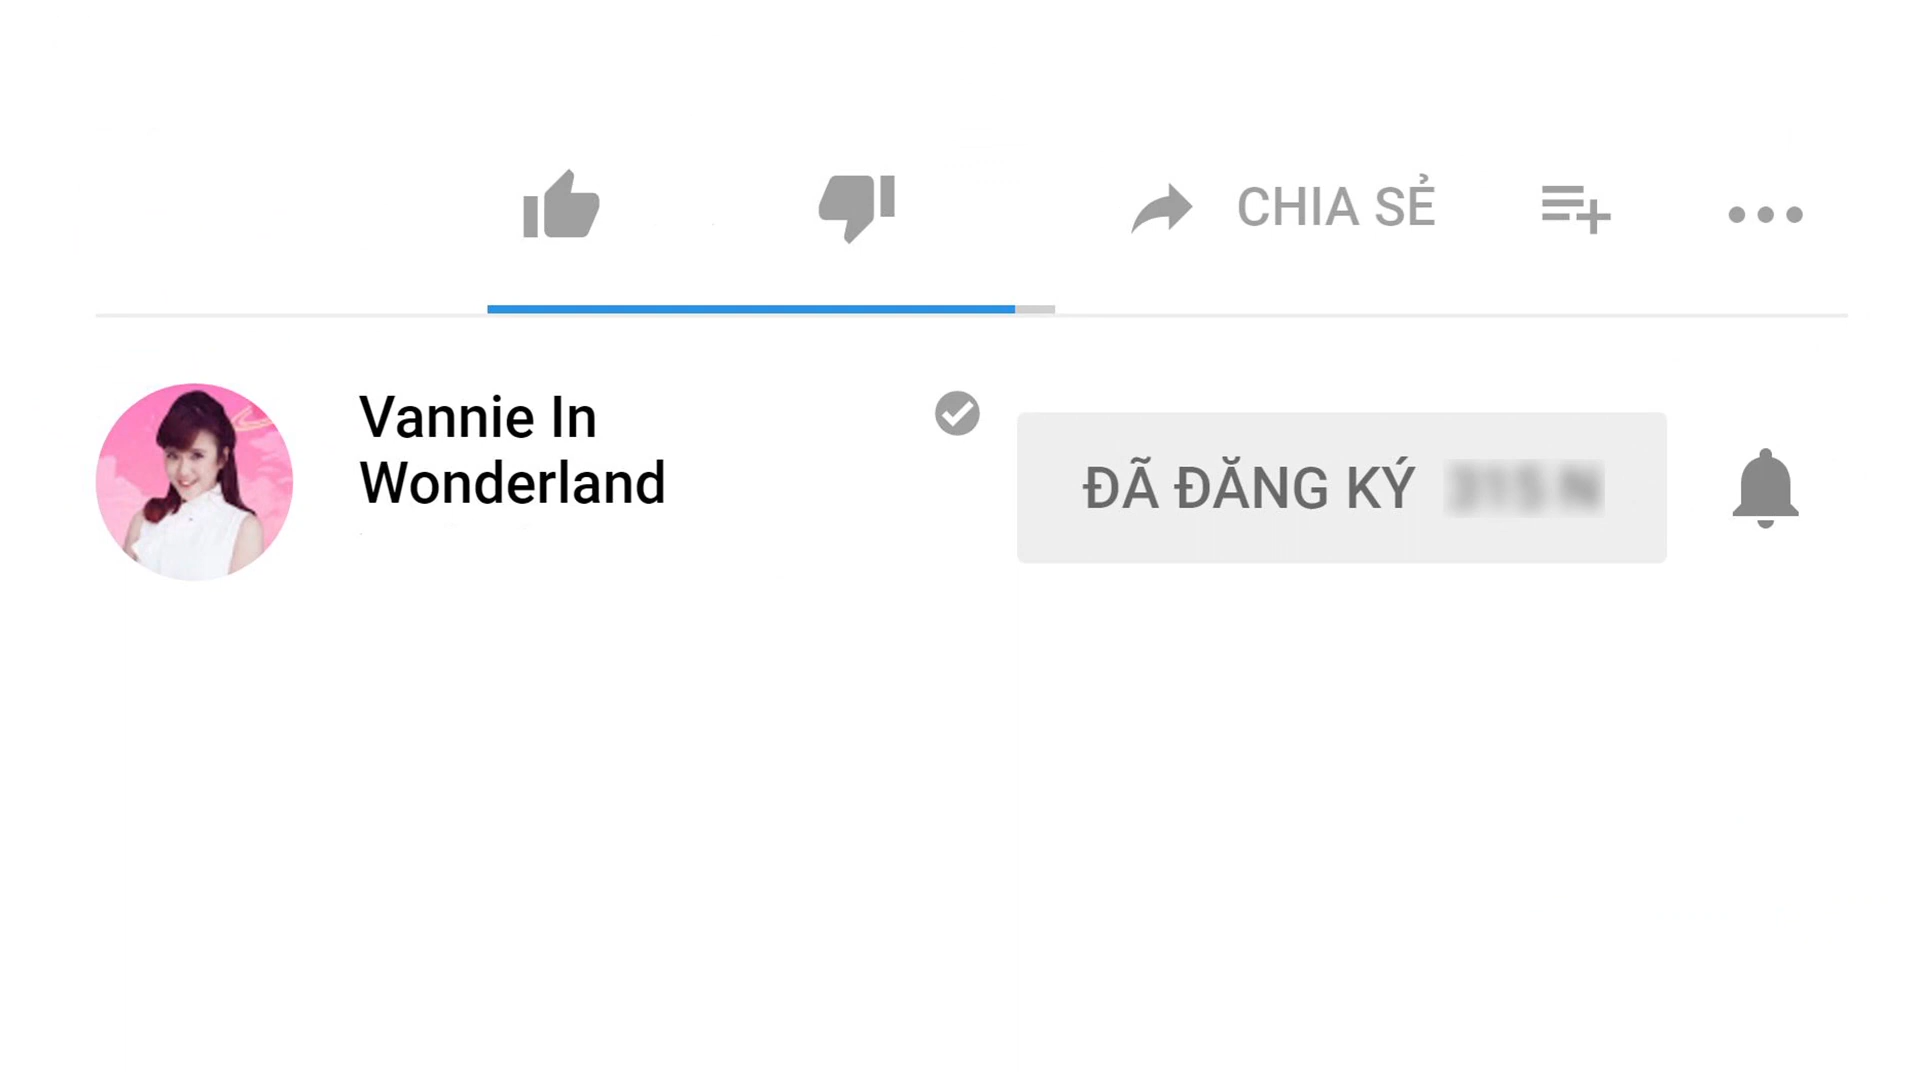 CHIA SẺ
Vannie In
Wonderland
ĐÃ ĐĂNG KÝ